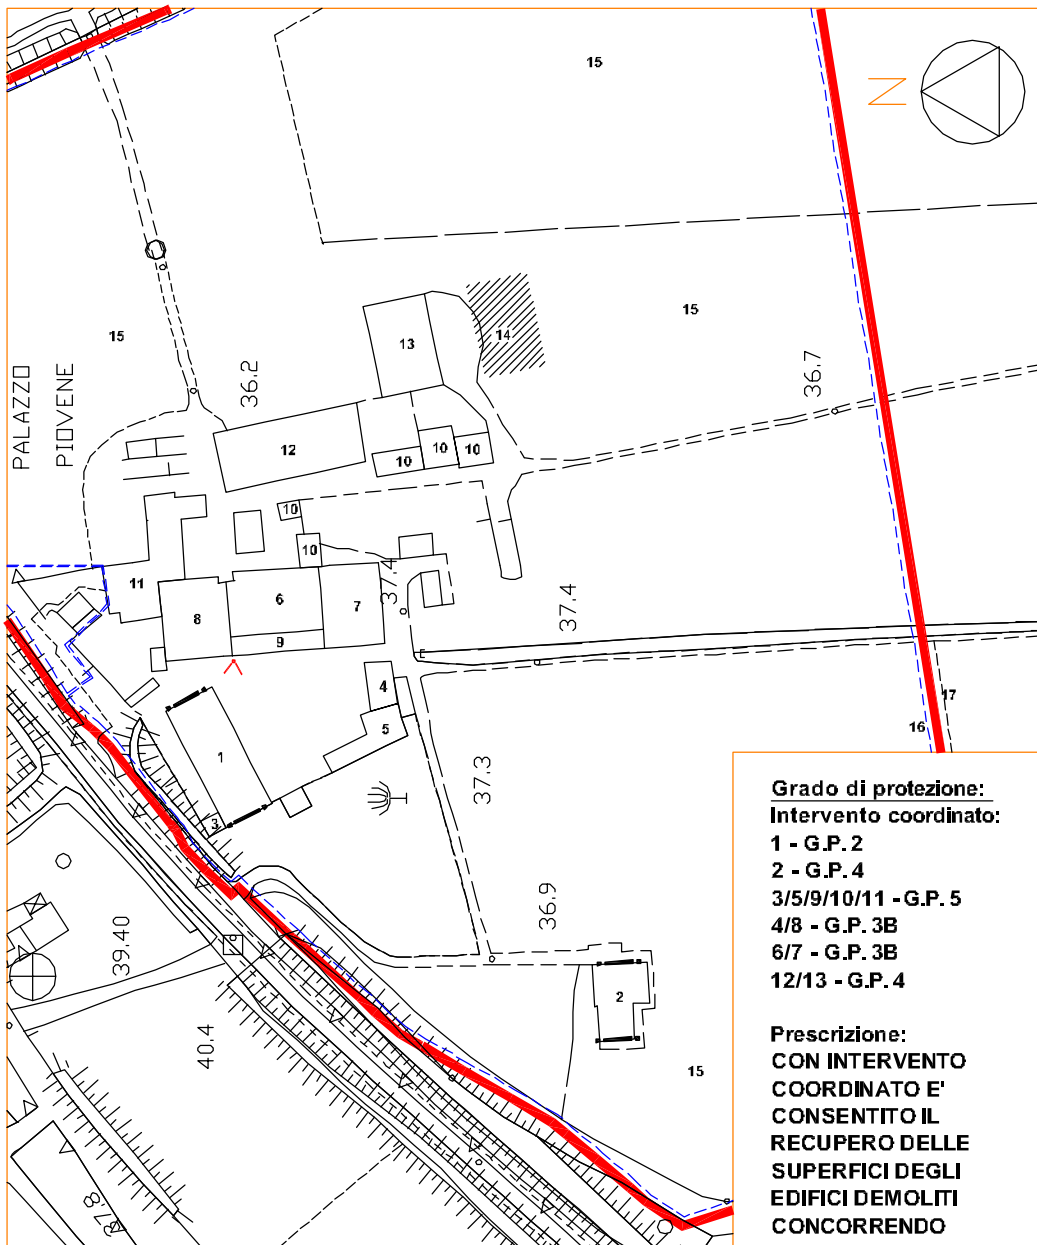 15
N
15
15
14
13
36.2
36.7
PALAZZO
PIOVENE
12
10
10
10
10
10
37.4
37.4
11
8
6
7
9
E
4
5
17
16
1
3
37.3
36.9
39.40
40.4
2
15
37.8
Grado di protezione:
Intervento coordinato:
1 - G.P. 2
2 - G.P. 4
3/5/9/10/11 - G.P. 5
4/8 - G.P. 3B
6/7 - G.P. 3B
12/13 - G.P. 4
Prescrizione:
CON INTERVENTO
COORDINATO E'
CONSENTITO IL
RECUPERO DELLE
SUPERFICI DEGLI
EDIFICI DEMOLITI
CONCORRENDO